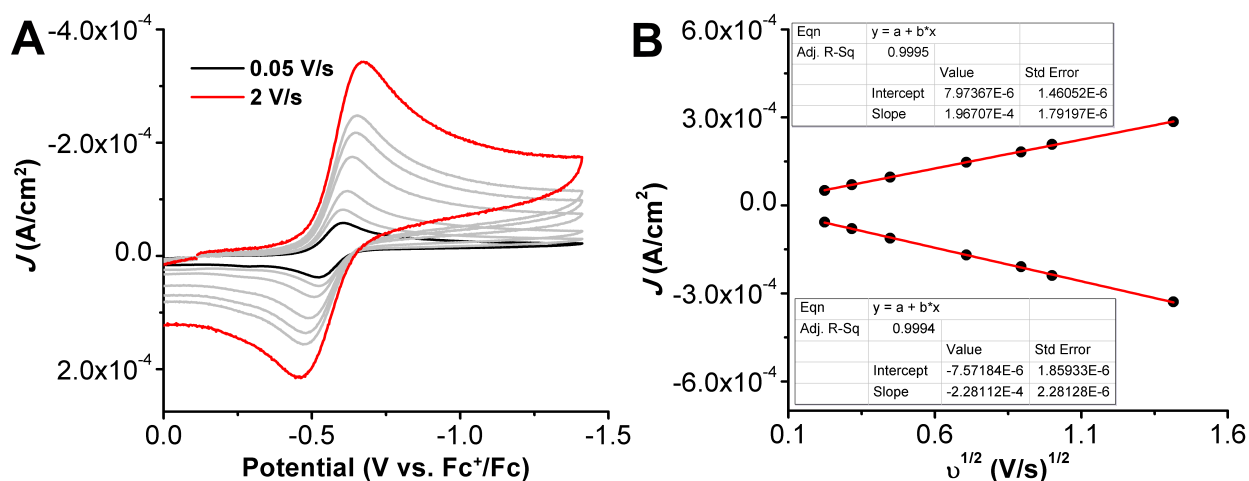 A
-4.0x10⁻⁴
-2.0x10⁻⁴
0.0
2.0x10⁻⁴
J (A/cm²)
0.05 V/s
2 V/s
0.0
-0.5
-1.0
-1.5
Potential (V vs. Fc⁺/Fc)
B
6.0x10⁻⁴
3.0x10⁻⁴
0.0
-3.0x10⁻⁴
-6.0x10⁻⁴
J (A/cm²)
Eqn y = a + b*x
Adj. R-Sq 0.9995
Value Std Error
Intercept 7.97367E-6 1.46052E-6
Slope 1.96707E-4 1.79197E-6
Eqn y = a + b*x
Adj. R-Sq 0.9994
Value Std Error
Intercept -7.57184E-6 1.85933E-6
Slope -2.28112E-4 2.28128E-6
0.1
0.6
1.1
1.6
υ¹ᐟ² (V/s)¹ᐟ²